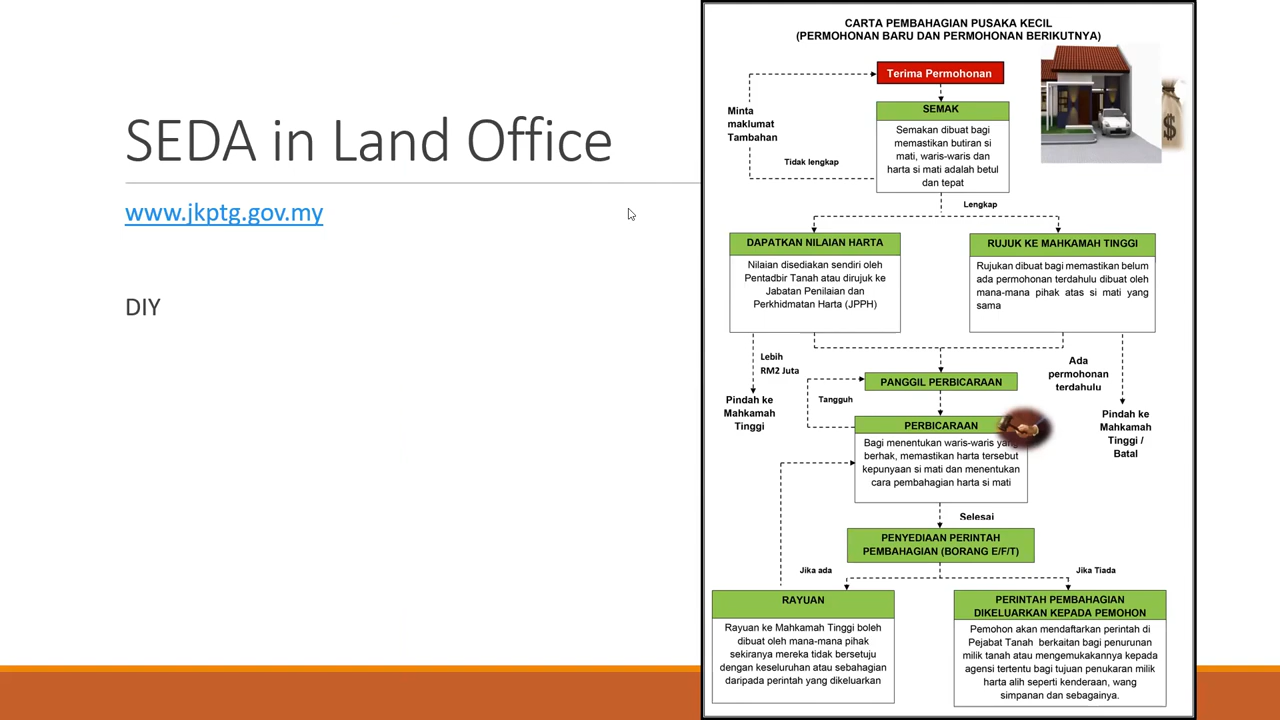 SEDA in Land Office
www.jkptg.gov.my
DIY
CARTA PEMBAHAGIAN PUSAKA KECIL
(PERMOHONAN BARU DAN PERMOHONAN BERIKUTNYA)
Terima Permohonan
Minta
maklumat
Tambahan
SEMAK
Semakan dibuat bagi
memastikan butiran si
mati, waris-waris dan
harta si mati adalah betul
dan tepat
Tidak lengkap
Lengkap
DAPATKAN NILAIAN HARTA
Nilaian disediakan sendiri oleh
Pentadbir Tanah atau dirujuk ke
Jabatan Penilaian dan
Perkhidmatan Harta (JPPH)
RUJUK KE MAHKAMAH TINGGI
Rujukan dibuat bagi memastikan belum
ada permohonan terdahulu dibuat oleh
mana-mana pihak atas si mati yang
sama
Lebih
RM2 Juta
Pindah ke
Mahkamah
Tinggi
PANGGIL PERBICARAAN
Tangguh
Ada
permohonan
terdahulu
Pindah ke
Mahkamah
Tinggi /
Batal
PERBICARAAN
Bagi menentukan waris-waris yang
berhak, memastikan harta tersebut
kepunyaan si mati dan menentukan
cara pembahagian harta si mati
Selesai
PENYEDIAAN PERINTAH
PEMBAHAGIAN (BORANG E/F/T)
Jika ada
Jika Tiada
RAYUAN
Rayuan ke Mahkamah Tinggi boleh
dibuat oleh mana-mana pihak
sekiranya mereka tidak bersetuju
dengan keseluruhan atau sebahagian
daripada perintah yang dikeluarkan
PERINTAH PEMBAHAGIAN
DIKELUARKAN KEPADA PEMOHON
Pemohon akan mendaftarkan perintah di
Pejabat Tanah berkaitan bagi penurunan
milik tanah atau mengemukakannya kepada
agensi tertentu bagi tujuan penukaran milik
harta alih seperti kenderaan, wang
simpanan dan sebagainya.